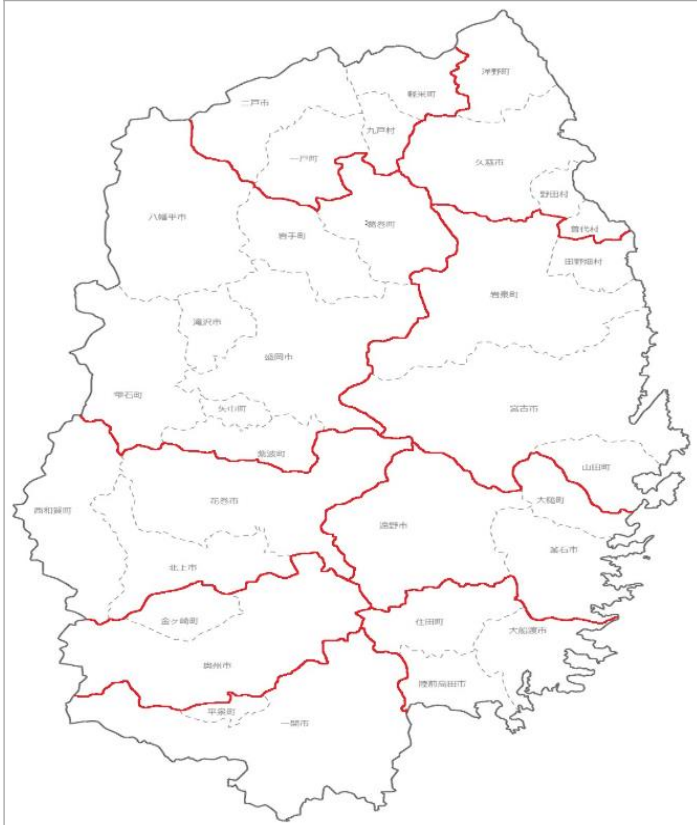 洋野町
軽米町
二戸市
九戸村
一戸町
久慈市
野田村
普代村
八幡平市
葛巻町
岩手町
田野畑村
岩泉町
滝沢市
盛岡市
雫石町
矢巾町
宮古市
紫波町
山田町
花巻市
大槌町
西和賀町
遠野市
釜石市
北上市
金ヶ崎町
住田町
大船渡市
奥州市
陸前高田市
平泉町
一関市